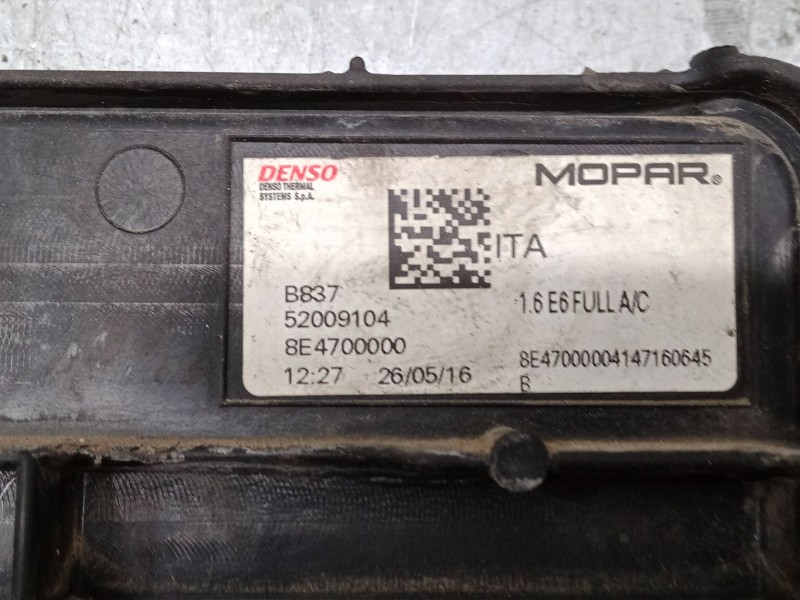 DENSO
DENSO THERMAL
SYSTEMS S.p.A.
MOPAR®
ITA
B837
52009104
8E4700000
12:27 26/05/16
1.6 E6 FULL A/C
8E47000004147160645
B